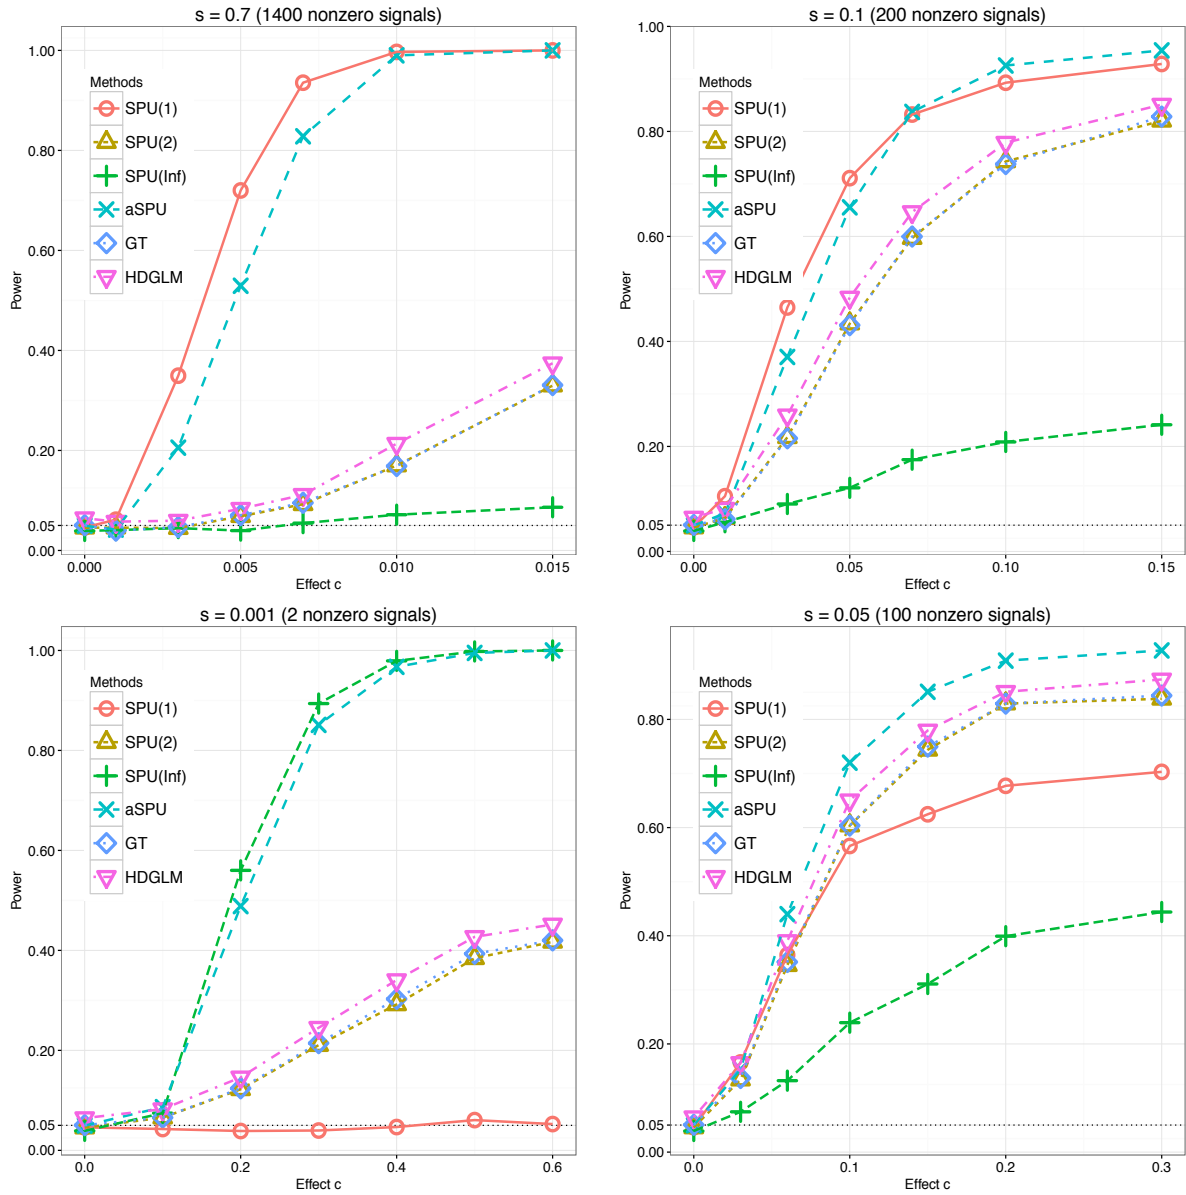 s = 0.7 (1400 nonzero signals)
1.00
0.80
0.60
0.40
0.20
0.05
0.00
Power
Methods
SPU(1)
SPU(2)
SPU(Inf)
aSPU
GT
HDGLM
0.000
0.005
0.010
0.015
Effect c
s = 0.1 (200 nonzero signals)
1.00
0.80
0.60
0.40
0.20
0.05
0.00
Power
Methods
SPU(1)
SPU(2)
SPU(Inf)
aSPU
GT
HDGLM
0.00
0.05
0.10
0.15
Effect c
s = 0.001 (2 nonzero signals)
1.00
0.80
0.60
0.40
0.20
0.05
0.00
Power
Methods
SPU(1)
SPU(2)
SPU(Inf)
aSPU
GT
HDGLM
0.0
0.2
0.4
0.6
Effect c
s = 0.05 (100 nonzero signals)
0.80
0.60
0.40
0.20
0.05
0.00
Power
Methods
SPU(1)
SPU(2)
SPU(Inf)
aSPU
GT
HDGLM
0.0
0.1
0.2
0.3
Effect c